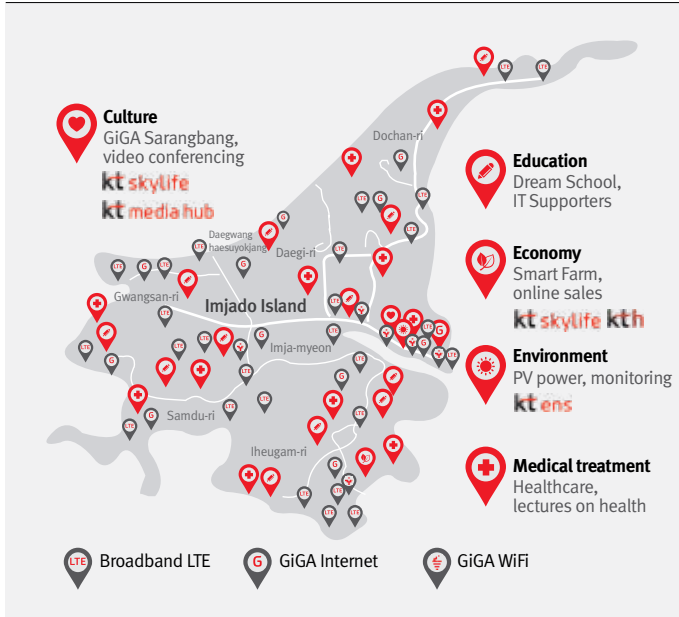 Culture
GiGA Sarangbang,
video conferencing
kt skylife
kt media hub
Education
Dream School,
IT Supporters
Economy
Smart Farm,
online sales
kt skylife kth
Environment
PV power, monitoring
kt ens
Medical treatment
Healthcare,
lectures on health
Dochan-ri
Daegwang
haesuyokjang
Daegi-ri
Gwangsan-ri
Imjado Island
Imja-myeon
Samdu-ri
Iheugam-ri
LTE Broadband LTE
G GiGA Internet
GiGA WiFi